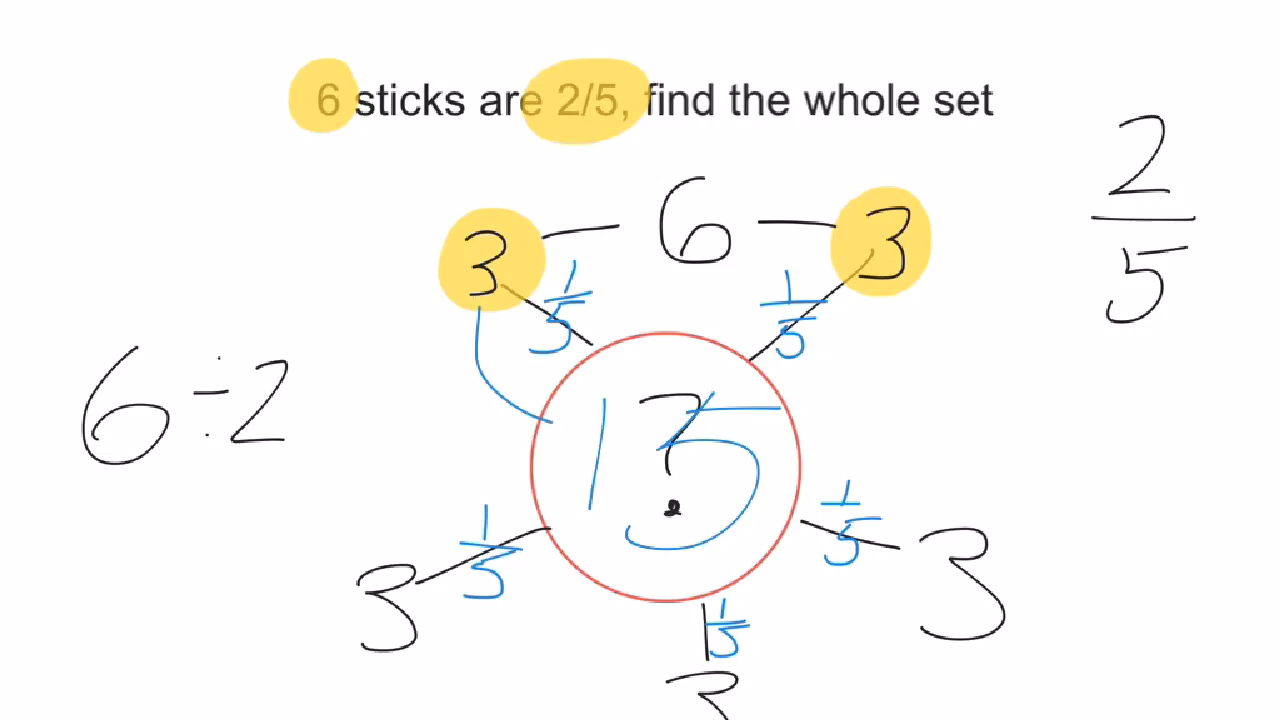 6 sticks are 2/5, find the whole set
2/5
3 — 6 — 3
1/5 1/5
6 ÷ 2
? 15
1/5 1/5
3 3
1/5
3